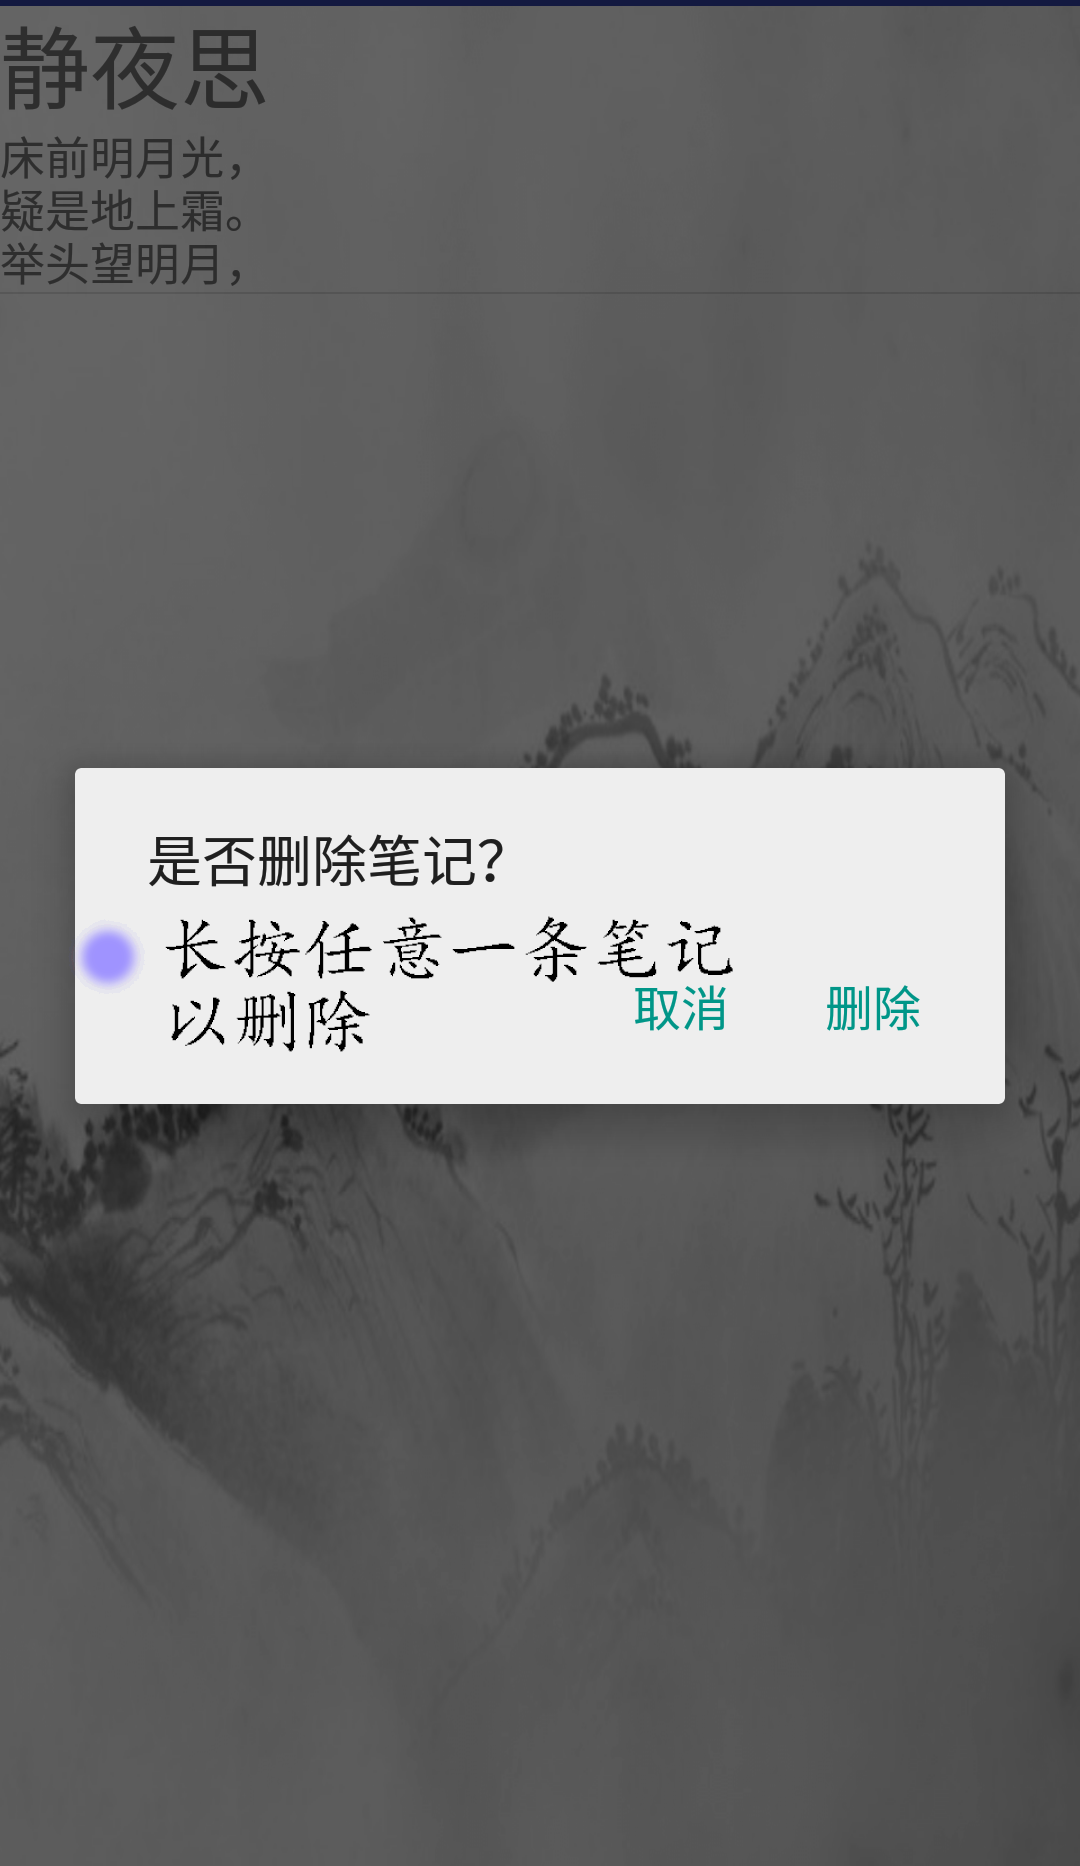 静夜思
床前明月光，
疑是地上霜。
举头望明月，
是否删除笔记？
长按任意一条笔记
以删除
取消 删除